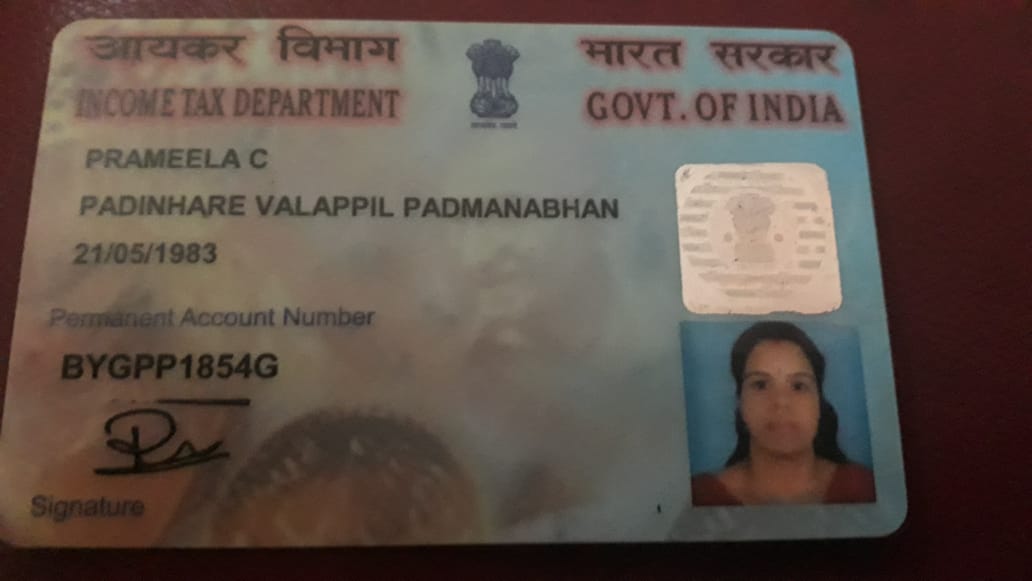 आयकर विभाग
INCOME TAX DEPARTMENT
भारत सरकार
GOVT. OF INDIA
PRAMEELA C
PADINHARE VALAPPIL PADMANABHAN
21/05/1983
Permanent Account Number
BYGPP1854G
Signature